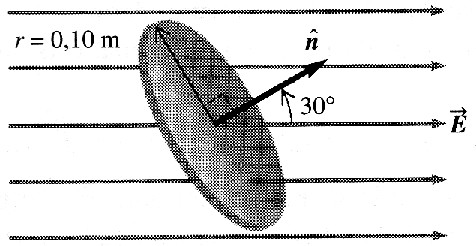 r = 0,10 m
n̂
30°
E⃗